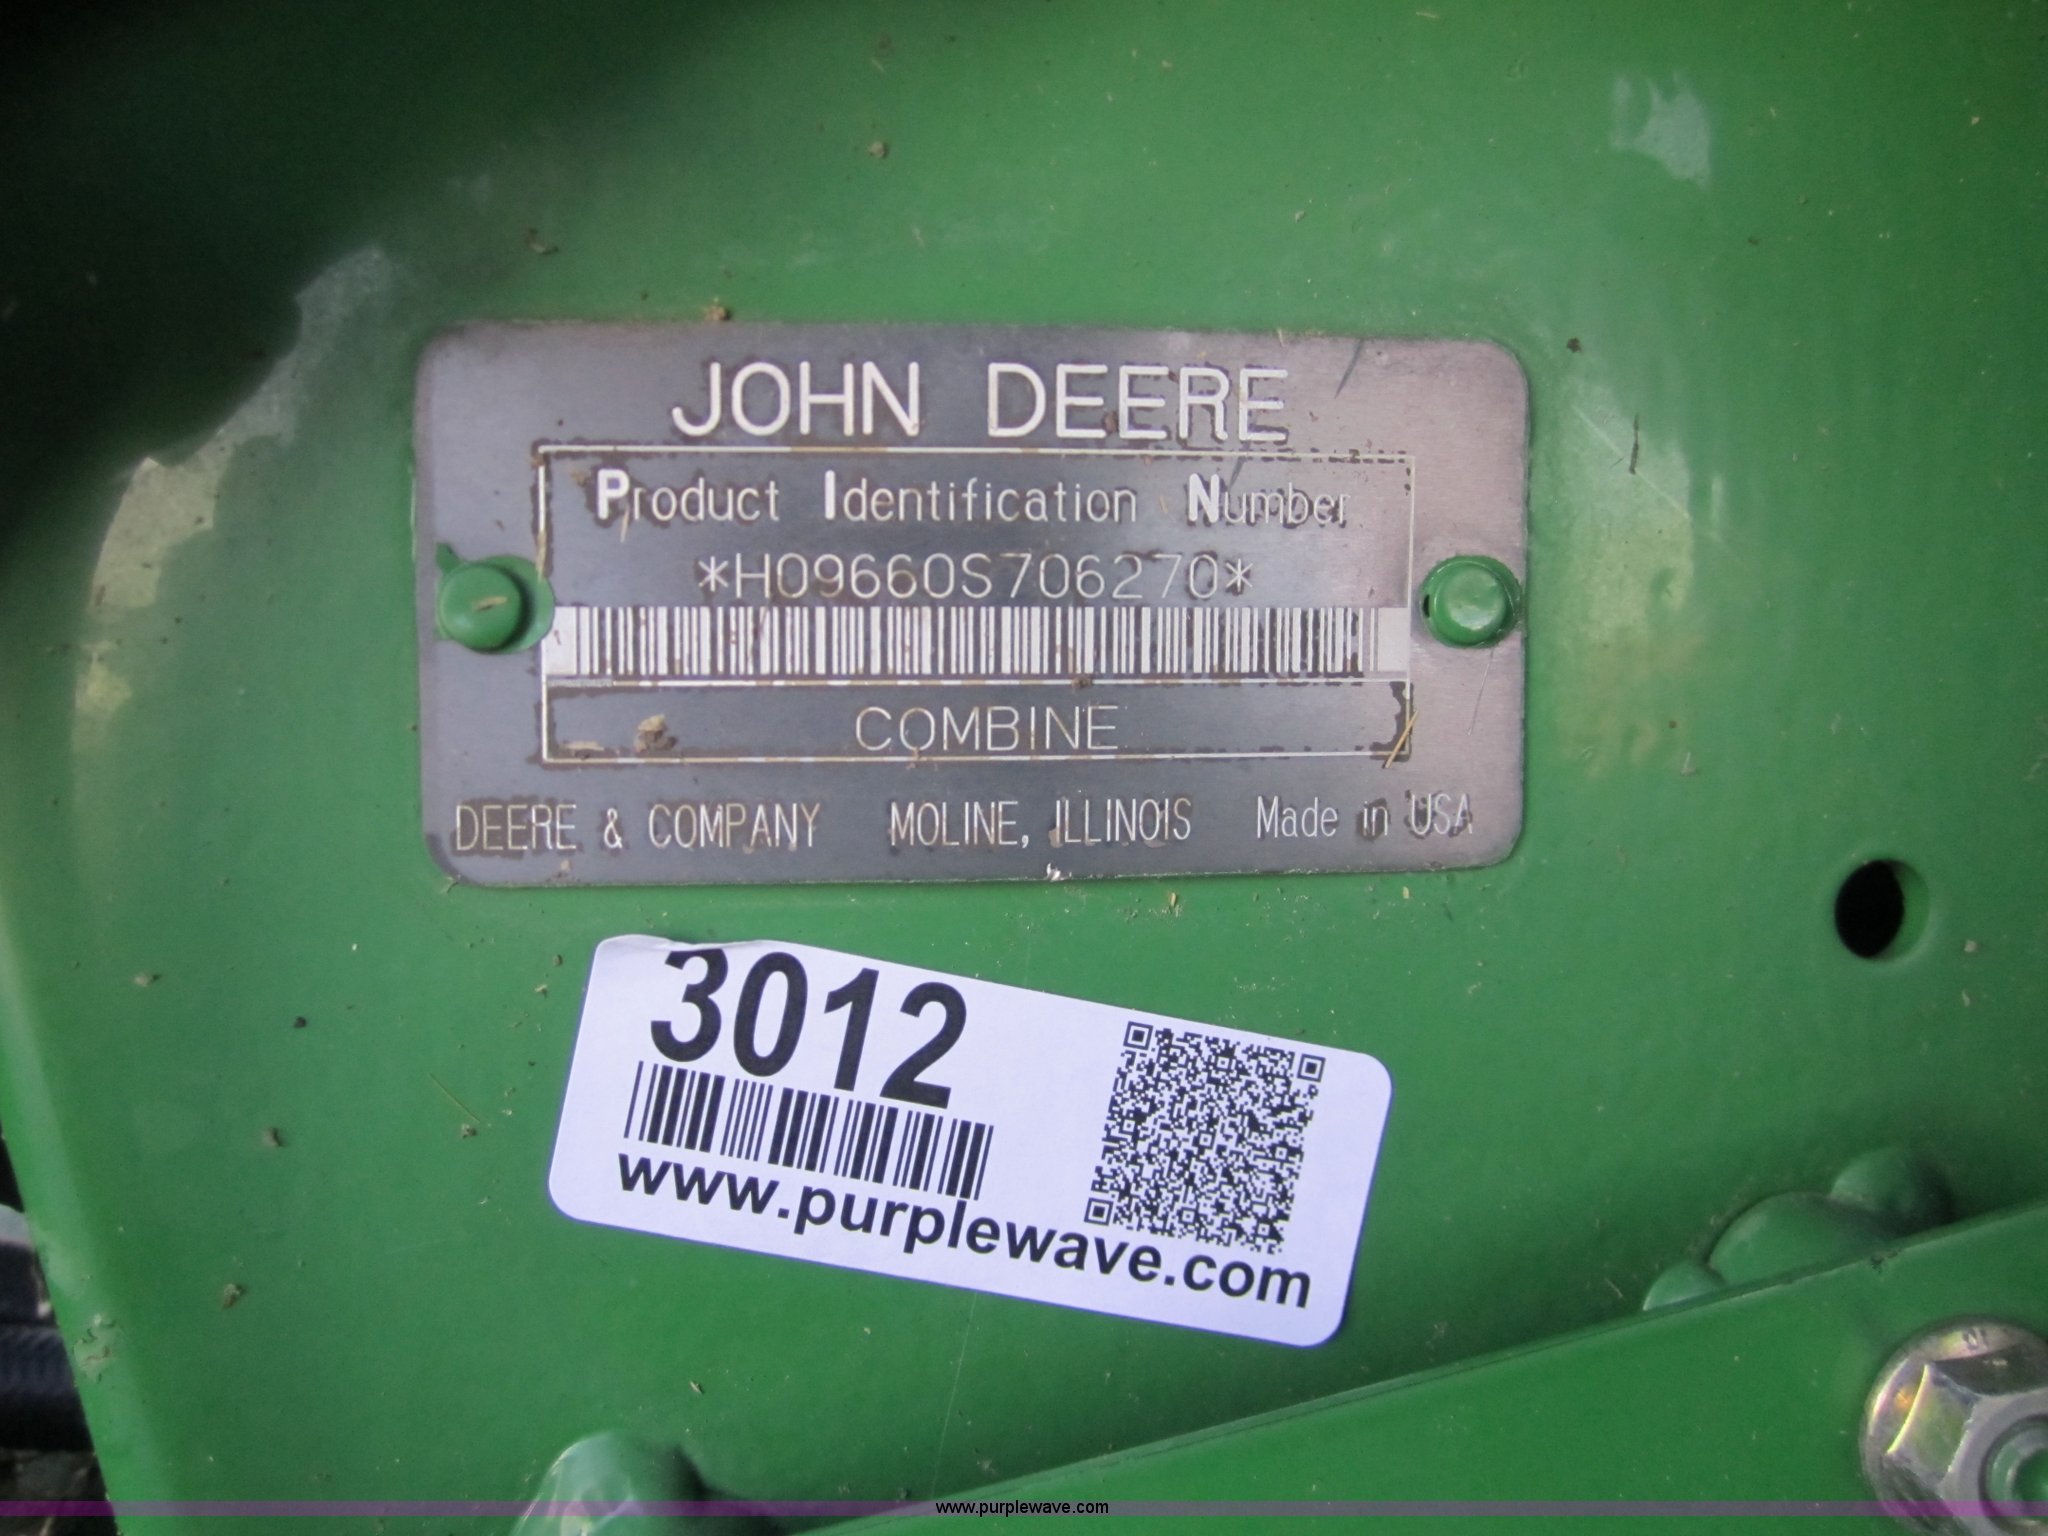 JOHN DEERE
Product Identification Number
*H09660S706270*
COMBINE
DEERE & COMPANY MOLINE, ILLINOIS Made in USA
3012
www.purplewave.com
www.purplewave.com